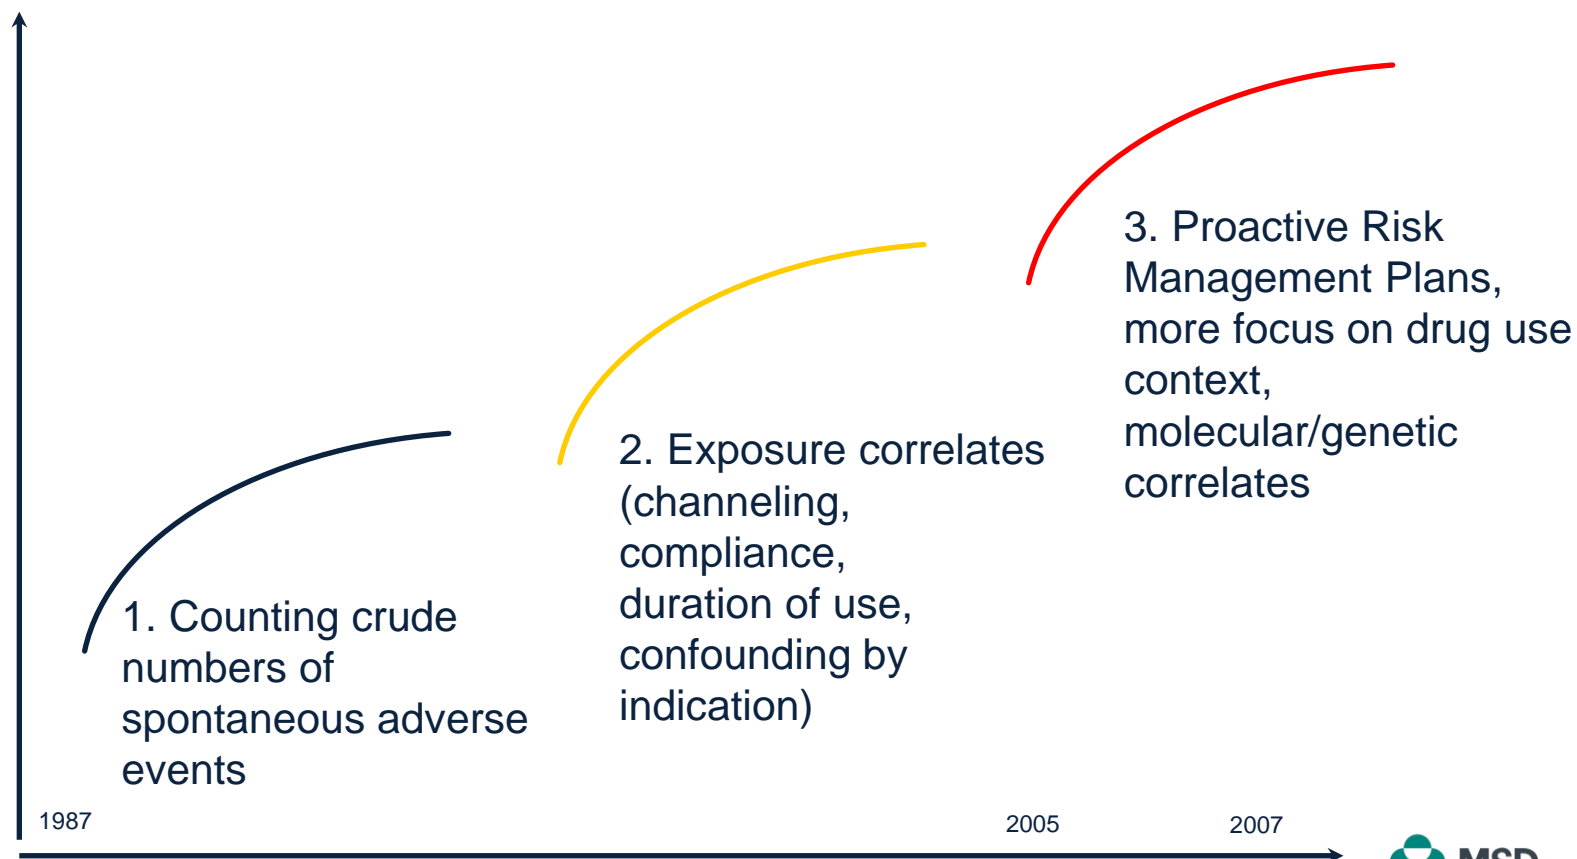 1. Counting crude
numbers of
spontaneous adverse
events
2. Exposure correlates
(channeling,
compliance,
duration of use,
confounding by
indication)
3. Proactive Risk
Management Plans,
more focus on drug use
context,
molecular/genetic
correlates
1987
2005
2007
MSD